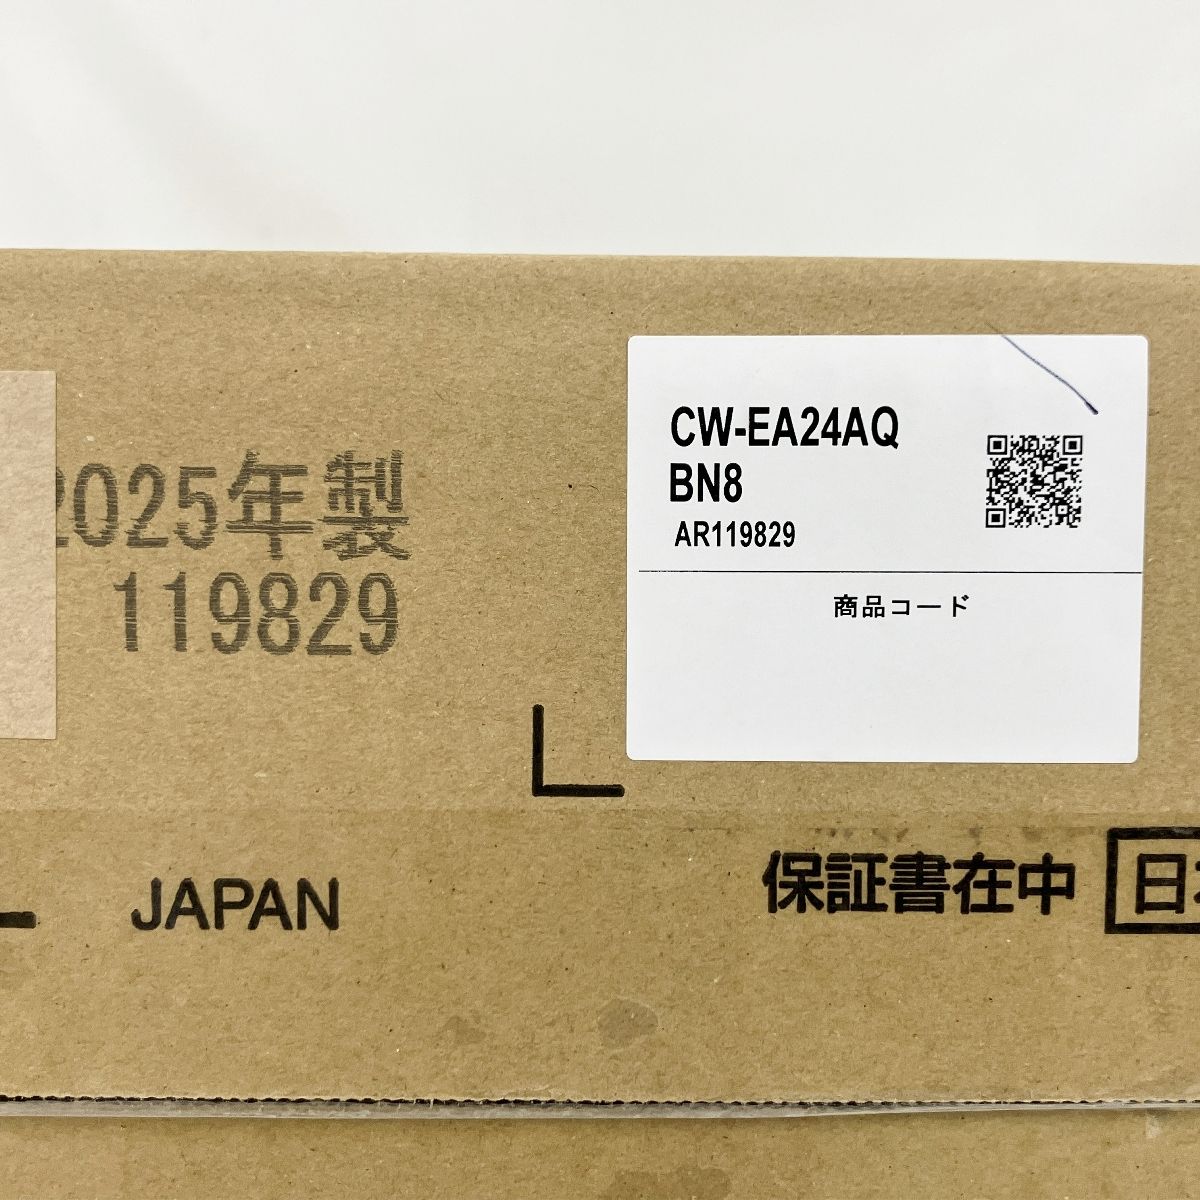 2025年製
119829
CW-EA24AQ
BN8
AR119829
商品コード
JAPAN
保証書在中
日